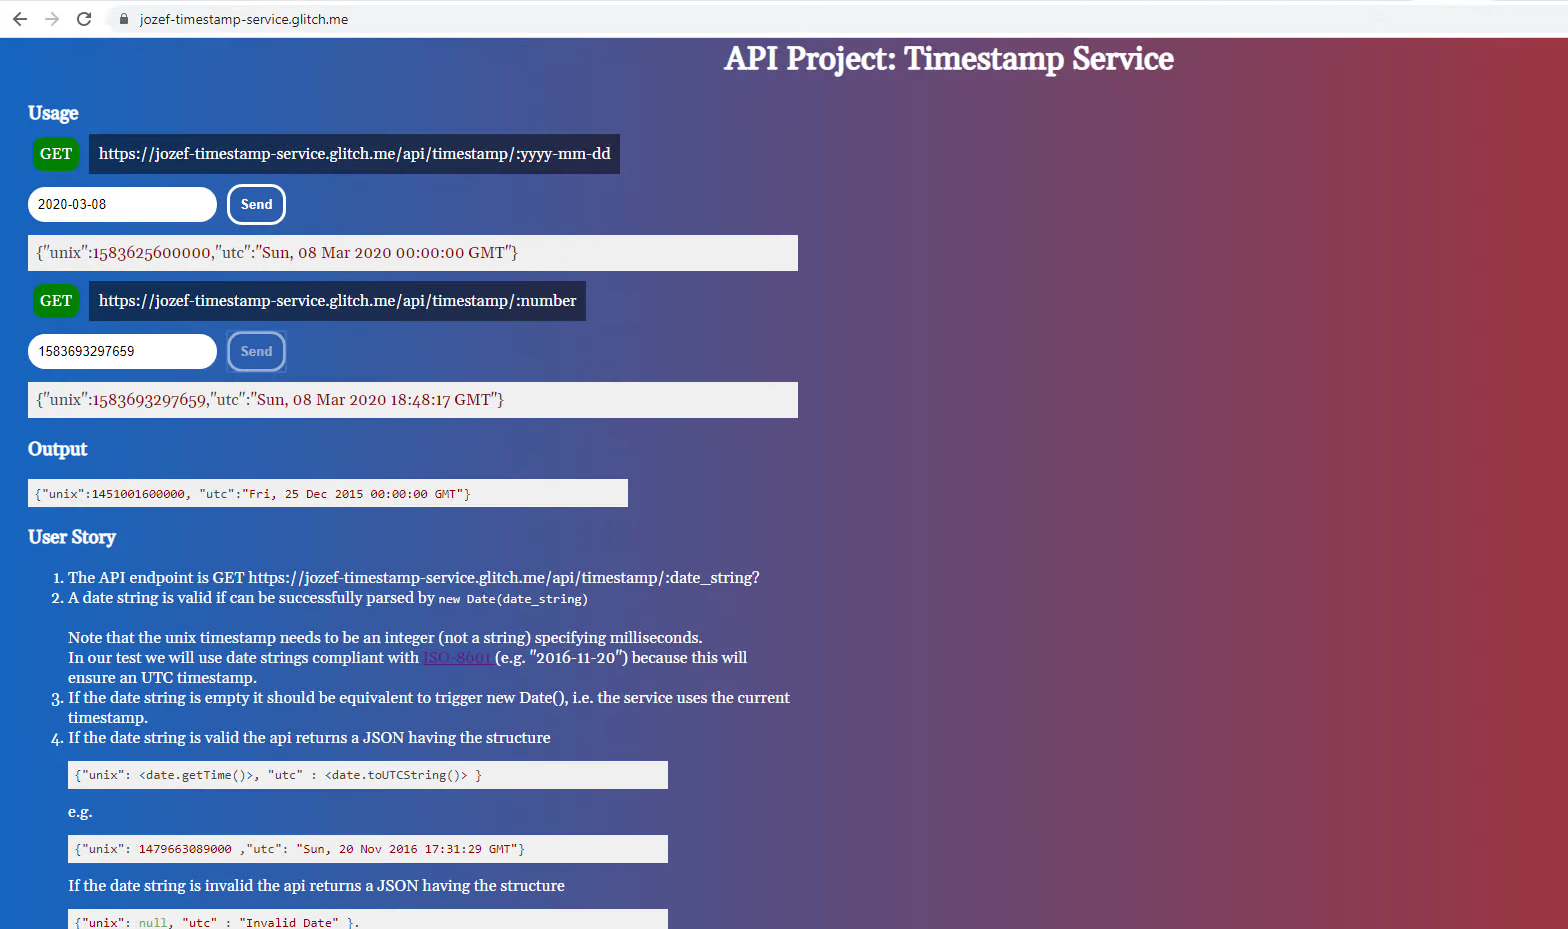 jozef-timestamp-service.glitch.me
API Project: Timestamp Service
Usage
GET https://jozef-timestamp-service.glitch.me/api/timestamp/:yyyy-mm-dd
2020-03-08 Send
{"unix":1583625600000,"utc":"Sun, 08 Mar 2020 00:00:00 GMT"}
GET https://jozef-timestamp-service.glitch.me/api/timestamp/:number
1583693297659 Send
{"unix":1583693297659,"utc":"Sun, 08 Mar 2020 18:48:17 GMT"}
Output
{"unix":1451001600000, "utc":"Fri, 25 Dec 2015 00:00:00 GMT"}
User Story
1. The API endpoint is GET https://jozef-timestamp-service.glitch.me/api/timestamp/:date_string?
2. A date string is valid if can be successfully parsed by new Date(date_string)
Note that the unix timestamp needs to be an integer (not a string) specifying milliseconds.
In our test we will use date strings compliant with ISO-8601 (e.g. "2016-11-20") because this will
ensure an UTC timestamp.
3. If the date string is empty it should be equivalent to trigger new Date(), i.e. the service uses the current
timestamp.
4. If the date string is valid the api returns a JSON having the structure
{"unix": <date.getTime()>, "utc" : <date.toUTCString()> }
e.g.
{"unix": 1479663089000 ,"utc": "Sun, 20 Nov 2016 17:31:29 GMT"}
If the date string is invalid the api returns a JSON having the structure
{"unix": null, "utc" : "Invalid Date" }.